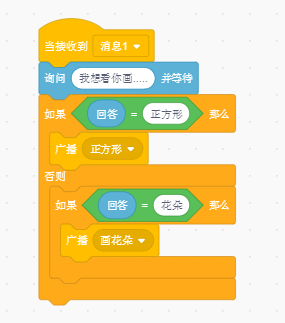 当接收到 消息1
询问 我想看你画..... 并等待
如果 回答 = 正方形 那么
广播 正方形
否则
如果 回答 = 花朵 那么
广播 画花朵